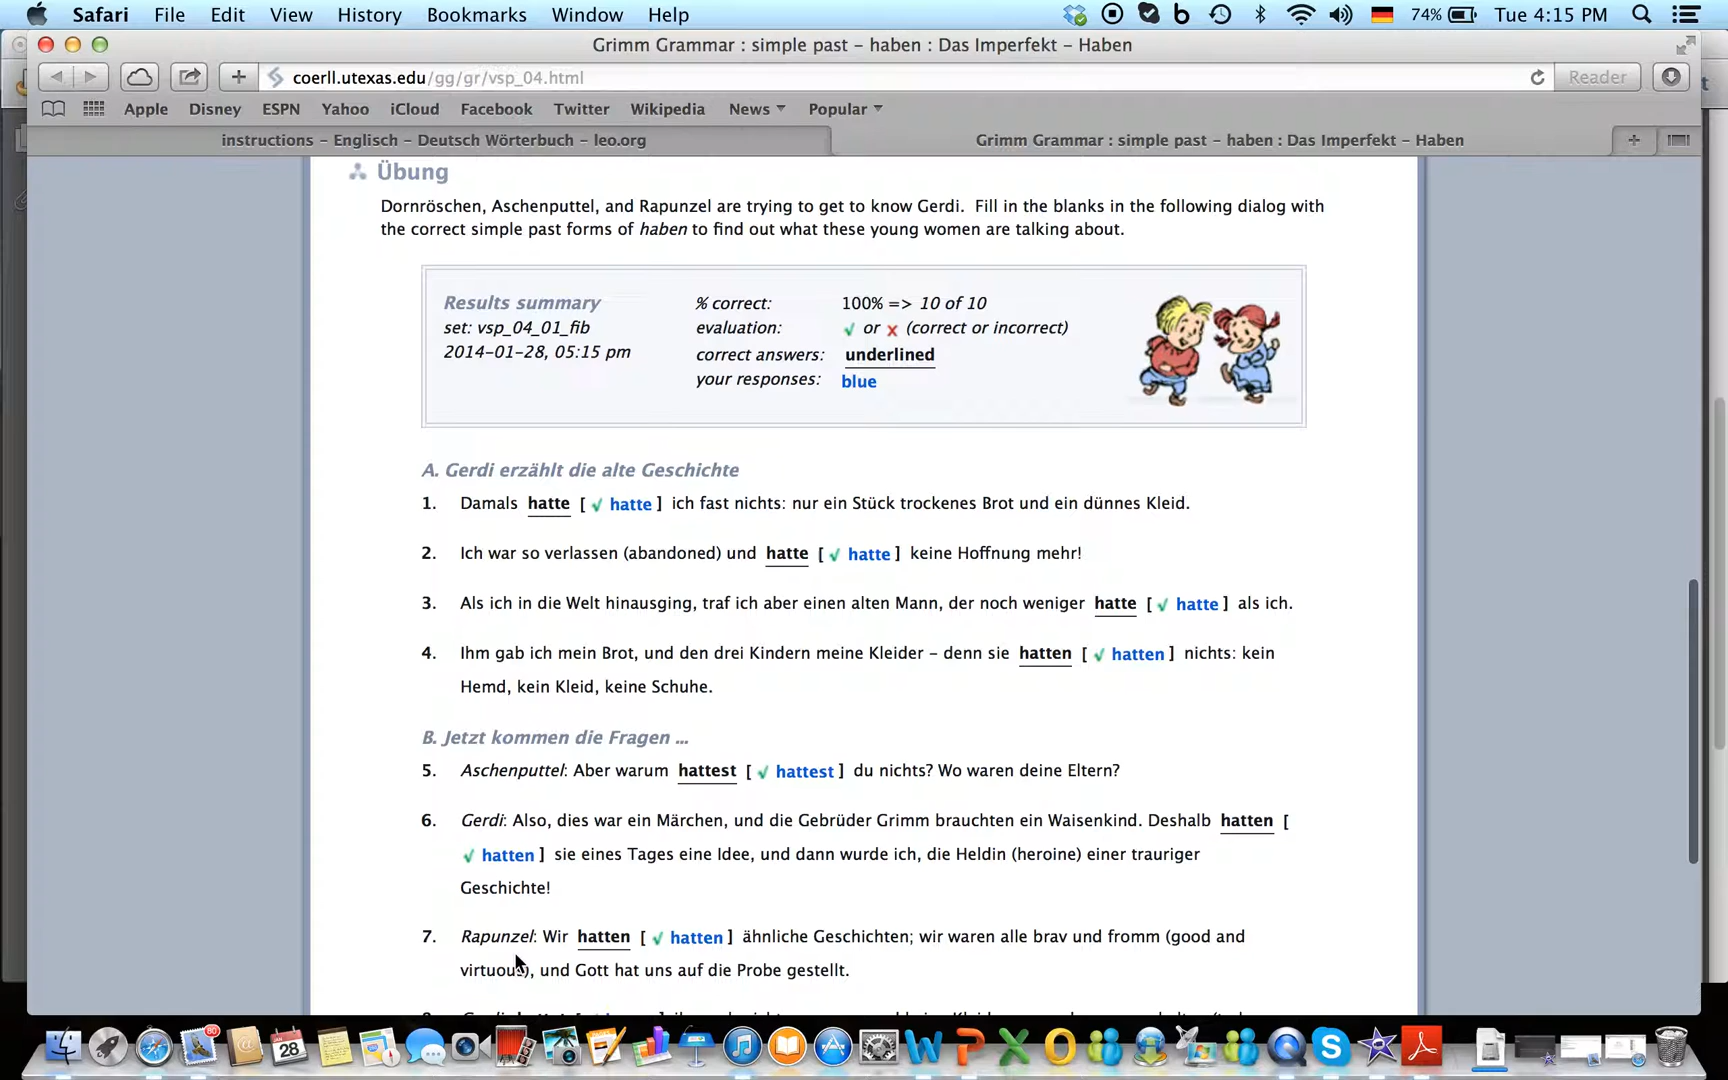 Safari File Edit View History Bookmarks Window Help 74% Tue 4:15 PM
Grimm Grammar : simple past – haben : Das Imperfekt – Haben
coerll.utexas.edu/gg/gr/vsp_04.html Reader
Apple Disney ESPN Yahoo iCloud Facebook Twitter Wikipedia News Popular
instructions – Englisch – Deutsch Wörterbuch – leo.org Grimm Grammar : simple past – haben : Das Imperfekt – Haben
Übung
Dornröschen, Aschenputtel, and Rapunzel are trying to get to know Gerdi. Fill in the blanks in the following dialog with
the correct simple past forms of haben to find out what these young women are talking about.
Results summary % correct: 100% => 10 of 10
set: vsp_04_01_fib evaluation: √ or x (correct or incorrect)
2014-01-28, 05:15 pm correct answers: underlined
your responses: blue
A. Gerdi erzählt die alte Geschichte
1. Damals hatte [ √ hatte ] ich fast nichts: nur ein Stück trockenes Brot und ein dünnes Kleid.
2. Ich war so verlassen (abandoned) und hatte [ √ hatte ] keine Hoffnung mehr!
3. Als ich in die Welt hinausging, traf ich aber einen alten Mann, der noch weniger hatte [ √ hatte ] als ich.
4. Ihm gab ich mein Brot, und den drei Kindern meine Kleider – denn sie hatten [ √ hatten ] nichts: kein
Hemd, kein Kleid, keine Schuhe.
B. Jetzt kommen die Fragen ...
5. Aschenputtel: Aber warum hattest [ √ hattest ] du nichts? Wo waren deine Eltern?
6. Gerdi: Also, dies war ein Märchen, und die Gebrüder Grimm brauchten ein Waisenkind. Deshalb hatten [
√ hatten ] sie eines Tages eine Idee, und dann wurde ich, die Heldin (heroine) einer trauriger
Geschichte!
7. Rapunzel: Wir hatten [ √ hatten ] ähnliche Geschichten; wir waren alle brav und fromm (good and
virtuous), und Gott hat uns auf die Probe gestellt.